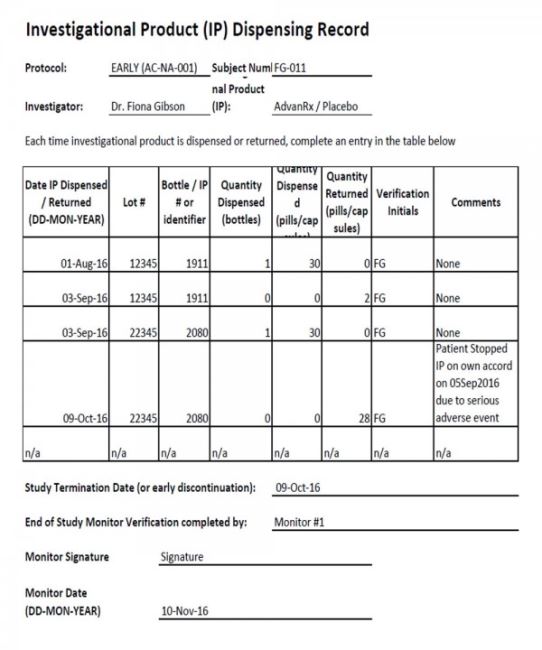 Investigational Product (IP) Dispensing Record
Protocol: EARLY (AC-NA-001) Subject Num FG-011
nal Product
Investigator: Dr. Fiona Gibson (IP): AdvanRx / Placebo
Each time investigational product is dispensed or returned, complete an entry in the table below
Date IP Dispensed / Returned (DD-MON-YEAR) Lot # Bottle / IP # or identifier Quantity Dispensed (bottles) Quantity Dispense d (pills/cap Quantity Returned (pills/cap sules) Verification Initials Comments
01-Aug-16 12345 1911 1 30 0 FG None
03-Sep-16 12345 1911 0 0 2 FG None
03-Sep-16 22345 2080 1 30 0 FG None
Patient Stopped
IP on own accord
on 05Sep2016
due to serious
09-Oct-16 22345 2080 0 0 28 FG adverse event
n/a n/a n/a n/a n/a n/a n/a n/a
Study Termination Date (or early discontinuation): 09-Oct-16
End of Study Monitor Verification completed by: Monitor #1
Monitor Signature Signature
Monitor Date
(DD-MON-YEAR) 10-Nov-16